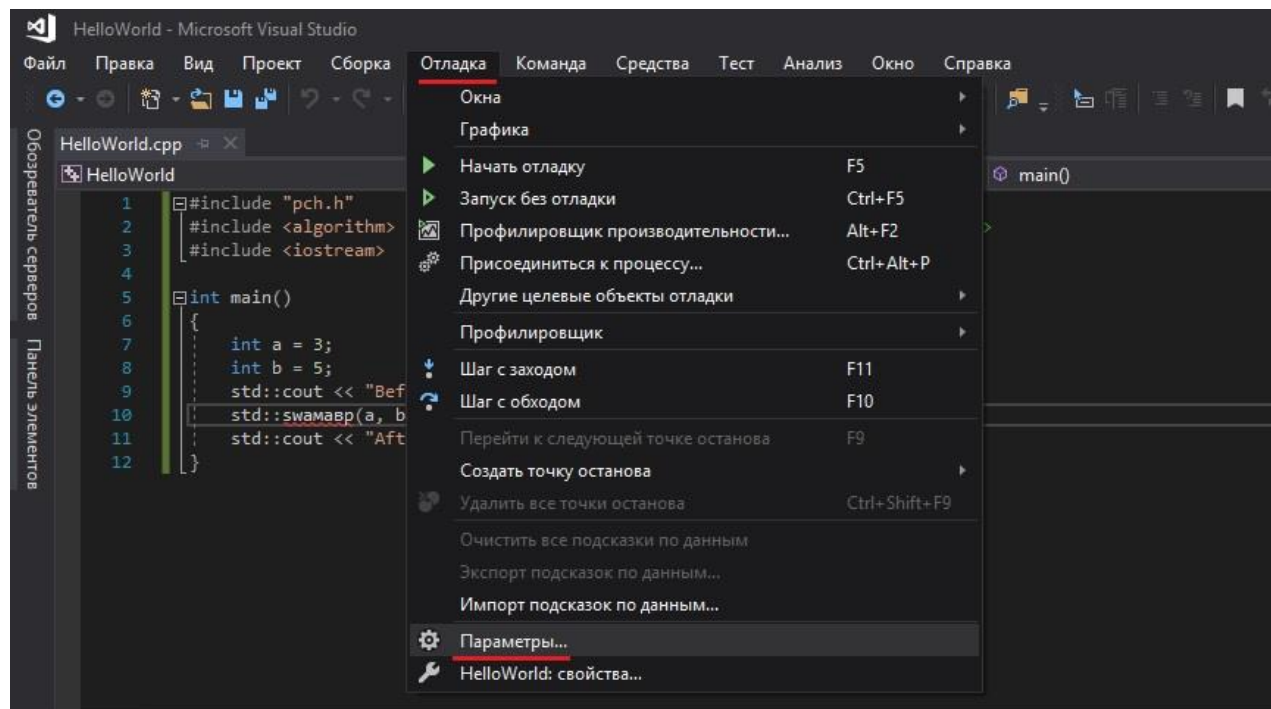 HelloWorld - Microsoft Visual Studio
Файл Правка Вид Проект Сборка Отладка Команда Средства Тест Анализ Окно Справка
Обозреватель серверов
Панель элементов
HelloWorld.cpp
HelloWorld
main()
1 #include "pch.h"
2 #include <algorithm>
3 #include <iostream>
4
5 int main()
6 {
7 int a = 3;
8 int b = 5;
9 std::cout << "Bef
10 std::swамавр(a, b
11 std::cout << "Aft
12 }
Окна
Графика
Начать отладку F5
Запуск без отладки Ctrl+F5
Профилировщик производительности... Alt+F2
Присоединиться к процессу... Ctrl+Alt+P
Другие целевые объекты отладки
Профилировщик
Шаг с заходом F11
Шаг с обходом F10
Перейти к следующей точке останова F9
Создать точку останова
Удалить все точки останова Ctrl+Shift+F9
Очистить все подсказки по данным
Экспорт подсказок по данным...
Импорт подсказок по данным...
Параметры...
HelloWorld: свойства...